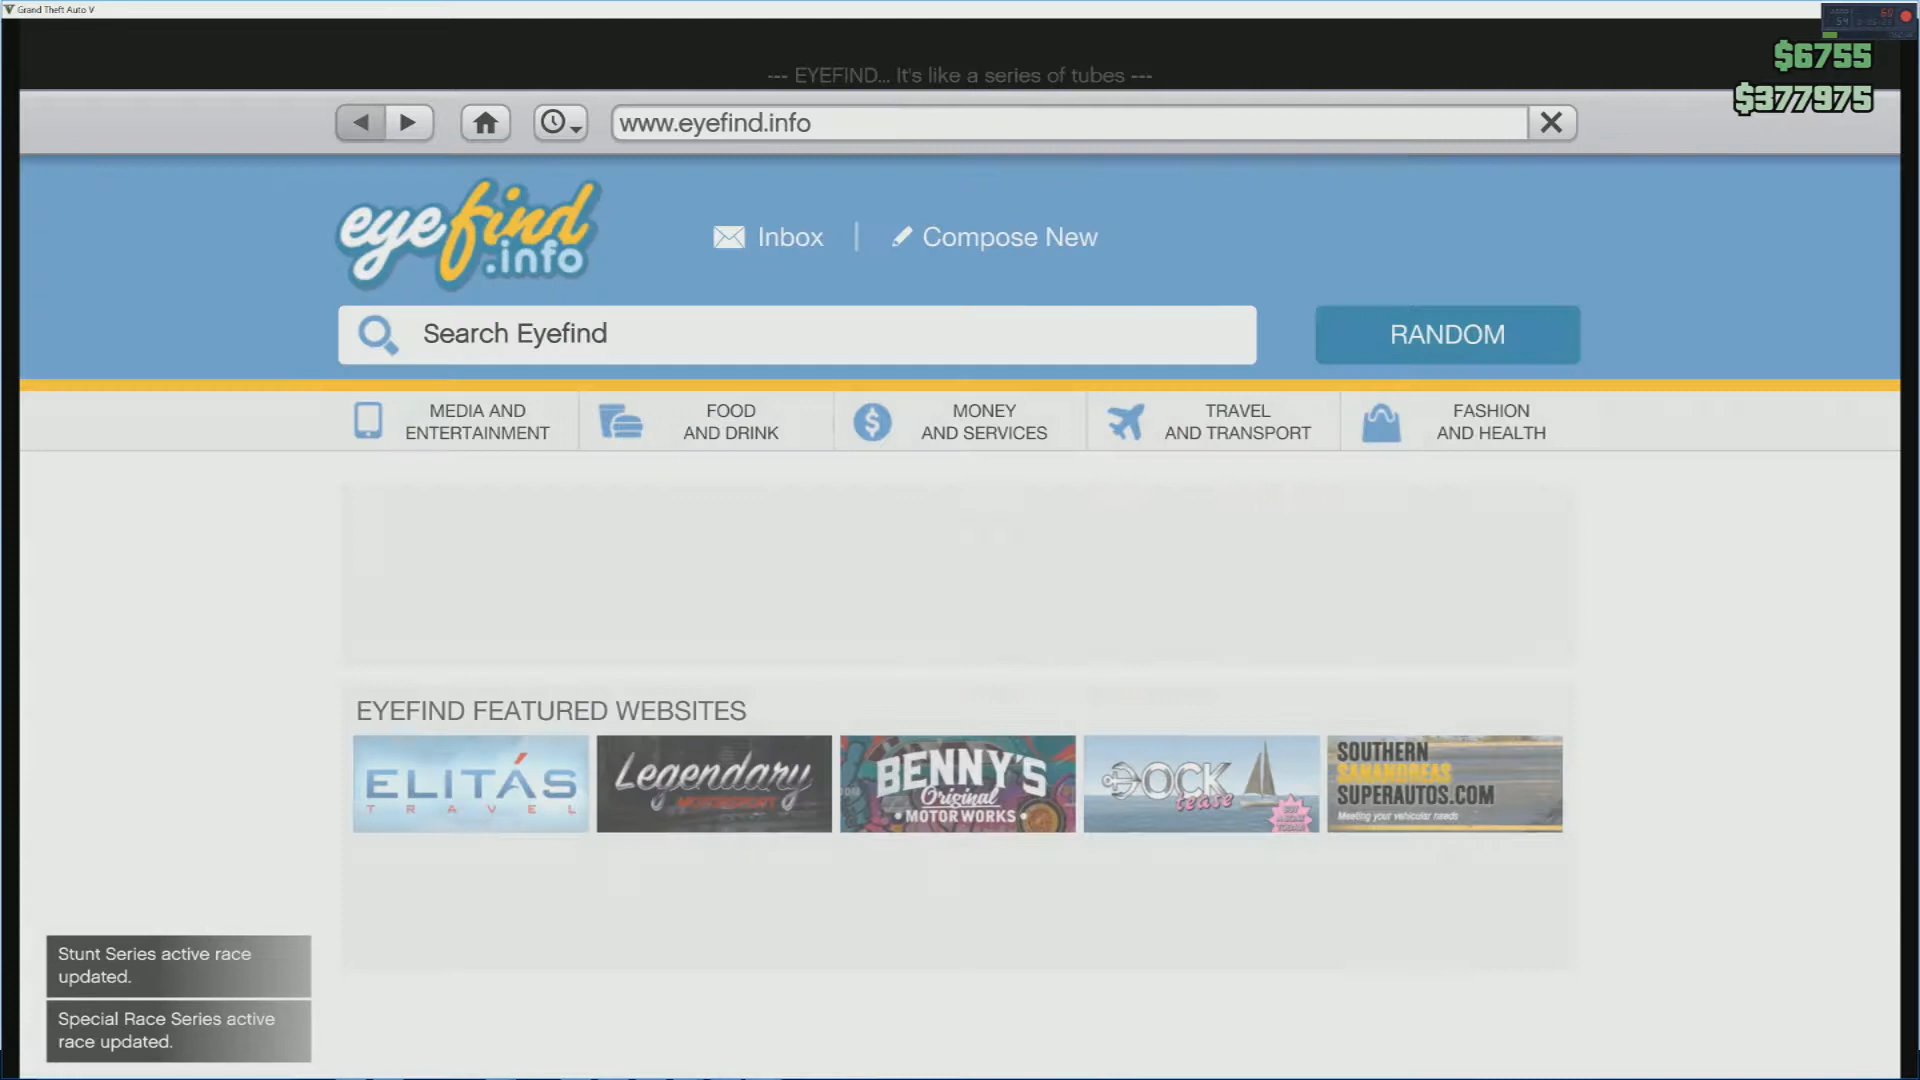 Grand Theft Auto V
$6755
--- EYEFIND... It's like a series of tubes ---
$377975
www.eyefind.info
eyefind
.info
Inbox
Compose New
Search Eyefind
RANDOM
MEDIA AND
ENTERTAINMENT
FOOD
AND DRINK
MONEY
AND SERVICES
TRAVEL
AND TRANSPORT
FASHION
AND HEALTH
EYEFIND FEATURED WEBSITES
ELITÁS
TRAVEL
Legendary
MOTORSPORT
BENNY'S
Original
MOTOR WORKS
DOCK
tease
SOUTHERN
SANANDREAS
SUPERAUTOS.COM
Meeting your vehicular needs
Stunt Series active race
updated.
Special Race Series active
race updated.